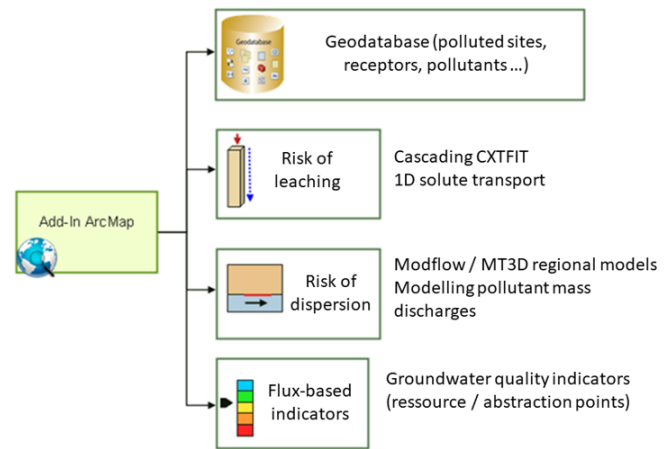 Geodatabase
Geodatabase (polluted sites,
receptors, pollutants ...)
Risk of
leaching
Cascading CXTFIT
1D solute transport
Add-In ArcMap
Risk of
dispersion
Modflow / MT3D regional models
Modelling pollutant mass
discharges
Flux-based
indicators
Groundwater quality indicators
(ressource / abstraction points)